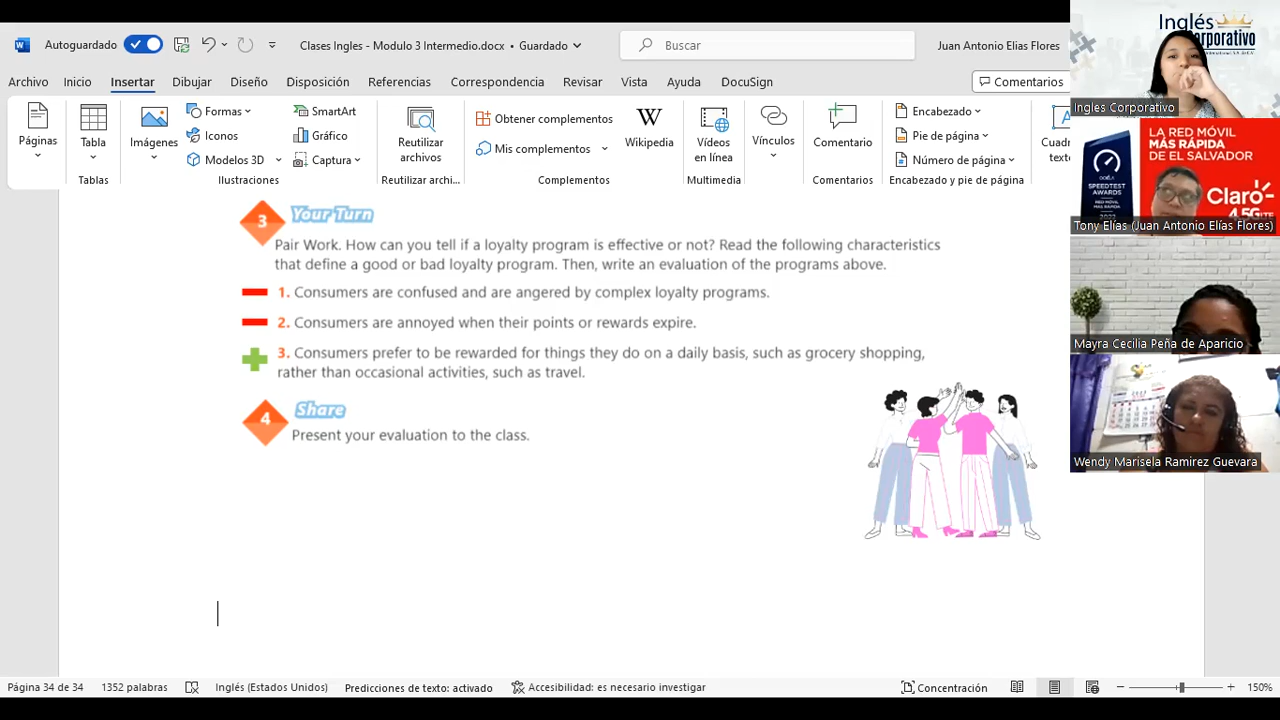 Autoguardado
Clases Ingles - Modulo 3 Intermedio.docx • Guardado
Buscar
Juan Antonio Elias Flores
Archivo Inicio Insertar Dibujar Diseño Disposición Referencias Correspondencia Revisar Vista Ayuda DocuSign
Comentarios
Páginas
Tabla
Tablas
Imágenes
Formas
Iconos
Modelos 3D
SmartArt
Gráfico
Captura
Ilustraciones
Reutilizar
archivos
Reutilizar archi...
Obtener complementos
Mis complementos
Wikipedia
Complementos
Vídeos
en línea
Multimedia
Vínculos
Comentario
Comentarios
Encabezado
Pie de página
Número de página
Encabezado y pie de página
3 Your Turn
Pair Work. How can you tell if a loyalty program is effective or not? Read the following characteristics
that define a good or bad loyalty program. Then, write an evaluation of the programs above.
1. Consumers are confused and are angered by complex loyalty programs.
2. Consumers are annoyed when their points or rewards expire.
3. Consumers prefer to be rewarded for things they do on a daily basis, such as grocery shopping,
rather than occasional activities, such as travel.
4 Share
Present your evaluation to the class.
Página 34 de 34 1352 palabras Inglés (Estados Unidos) Predicciones de texto: activado Accesibilidad: es necesario investigar Concentración 150%
Inglés
Ingles Corporativo
LA RED MÓVIL
MÁS RÁPIDA
DE EL SALVADOR
SPEEDTEST
AWARDS
Claro
4.5G LTE
Tony Elías (Juan Antonio Elías Flores)
Mayra Cecilia Peña de Aparicio
Wendy Marisela Ramirez Guevara